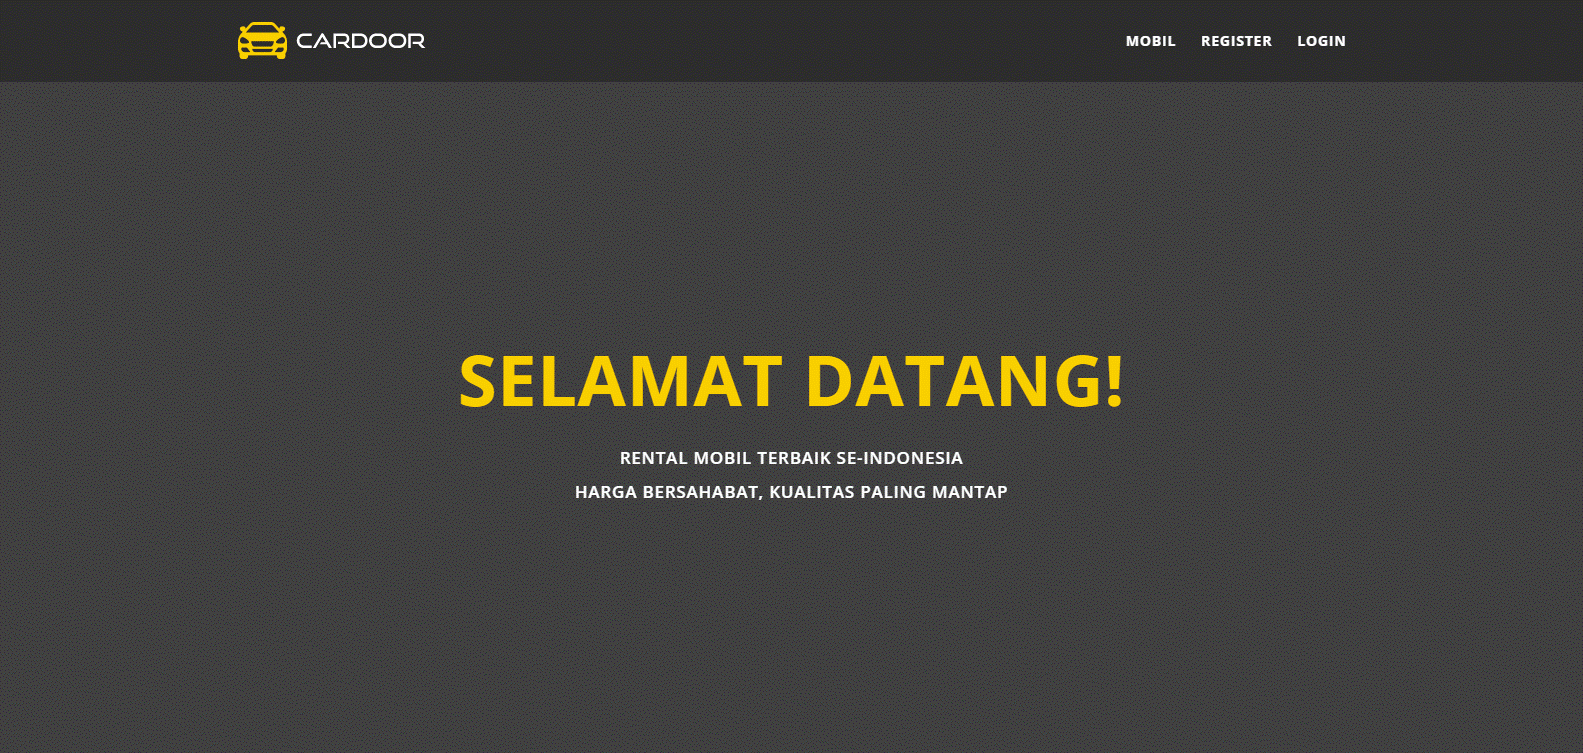 CARDOOR
MOBIL REGISTER LOGIN
SELAMAT DATANG!
RENTAL MOBIL TERBAIK SE-INDONESIA
HARGA BERSAHABAT, KUALITAS PALING MANTAP